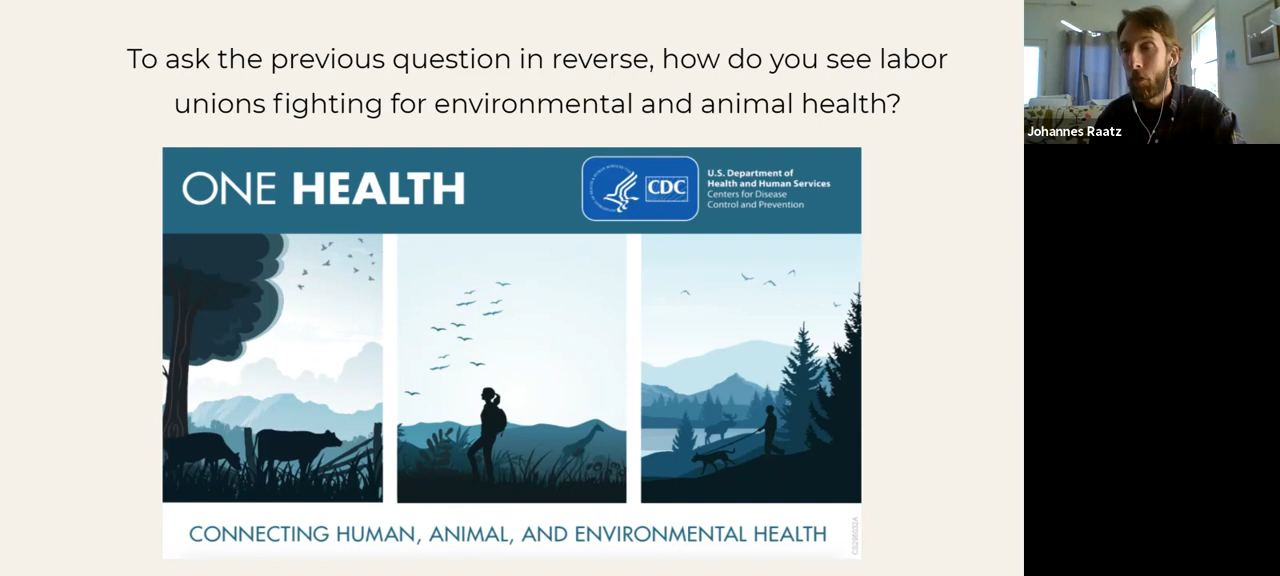 To ask the previous question in reverse, how do you see labor
unions fighting for environmental and animal health?
ONE HEALTH
CDC
U.S. Department of
Health and Human Services
Centers for Disease
Control and Prevention
CONNECTING HUMAN, ANIMAL, AND ENVIRONMENTAL HEALTH
Johannes Raatz